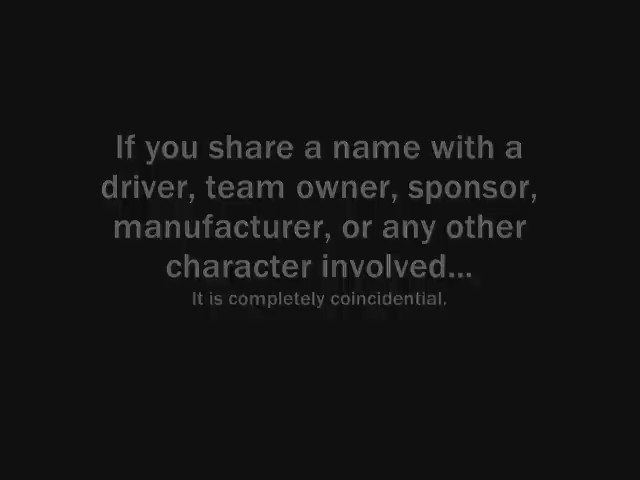 If you share a name with a
driver, team owner, sponsor,
manufacturer, or any other
character involved...
It is completely coincidential.